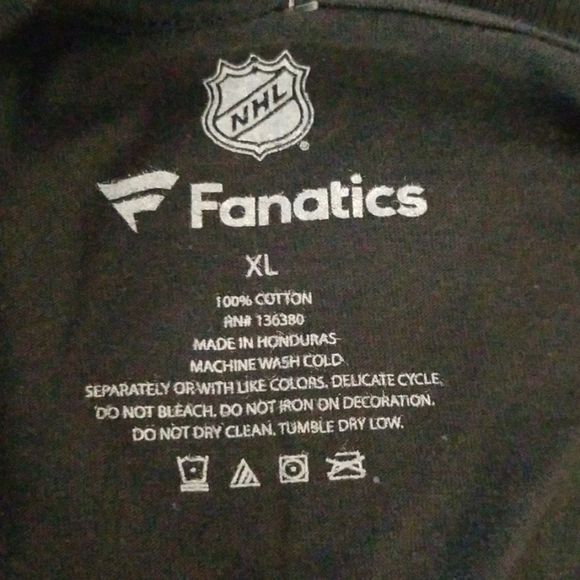 NHL
Fanatics
XL
100% COTTON
RN# 136380
MADE IN HONDURAS
MACHINE WASH COLD
SEPARATELY OR WITH LIKE COLORS. DELICATE CYCLE.
DO NOT BLEACH. DO NOT IRON ON DECORATION.
DO NOT DRY CLEAN. TUMBLE DRY LOW.